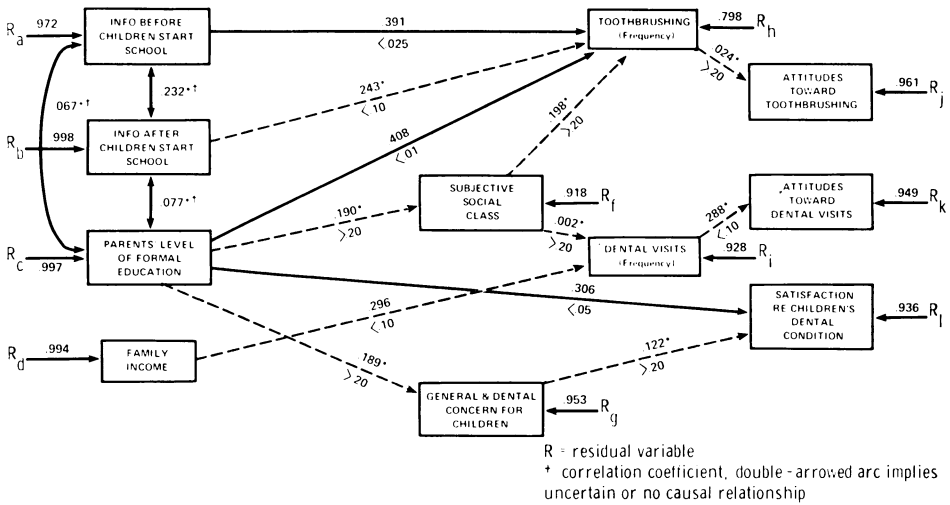 R_a
.972
INFO BEFORE
CHILDREN START
SCHOOL
.391
<025
TOOTHBRUSHING
(Frequency)
.798
R_h
.024*
>20
ATTITUDES
TOWARD
TOOTHBRUSHING
.961
R_j
067*†
232*†
.243*
<10
.198*
>20
R_b
.998
INFO AFTER
CHILDREN START
SCHOOL
.408
<01
077*†
SUBJECTIVE
SOCIAL
CLASS
.918
R_f
ATTITUDES
TOWARD
DENTAL VISITS
.949
R_k
.190*
>20
.002*
>20
288*
<10
R_c
.997
PARENTS' LEVEL
OF FORMAL
EDUCATION
DENTAL VISITS
(Frequency)
.928
R_i
.306
<05
SATISFACTION
RE CHILDREN'S
DENTAL
CONDITION
.936
R_l
296
<10
R_d
.994
FAMILY
INCOME
.189*
>20
.122*
>20
GENERAL & DENTAL
CONCERN FOR
CHILDREN
.953
R_g
R = residual variable
† correlation coefficient, double-arrowed arc implies
uncertain or no causal relationship